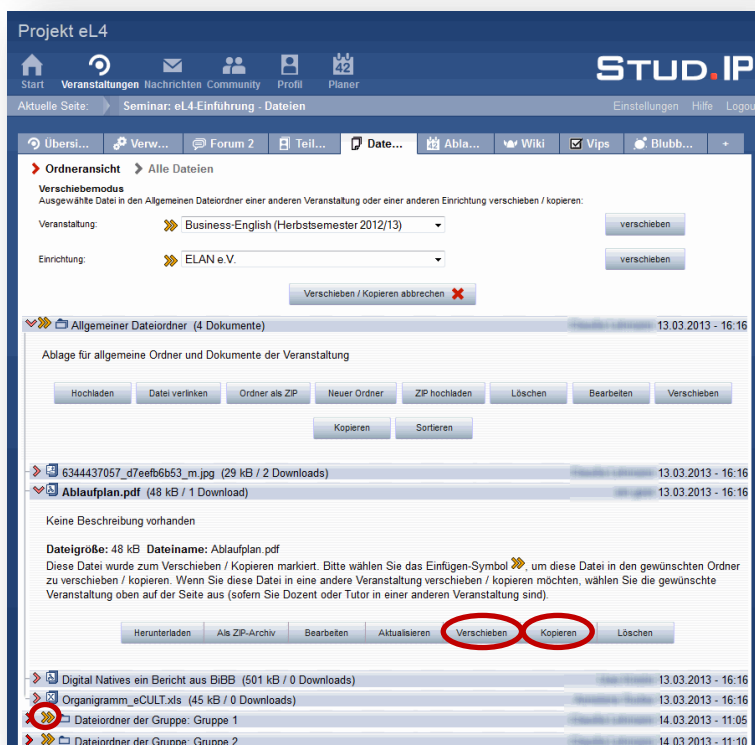 Projekt eL4
Start Veranstaltungen Nachrichten Community Profil Planer
42
STUD.IP
Aktuelle Seite: Seminar: eL4-Einführung - Dateien Einstellungen Hilfe Logou
Übersi... Verw... Forum 2 Teil... Date... Abla... Wiki Vips Blubb... +
Ordneransicht Alle Dateien
Verschiebemodus
Ausgewählte Datei in den Allgemeinen Dateiordner einer anderen Veranstaltung oder einer anderen Einrichtung verschieben / kopieren:
Veranstaltung: Business-English (Herbstsemester 2012/13) verschieben
Einrichtung: ELAN e.V. verschieben
Verschieben / Kopieren abbrechen
Allgemeiner Dateiordner (4 Dokumente) 13.03.2013 - 16:16
Ablage für allgemeine Ordner und Dokumente der Veranstaltung
Hochladen Datei verlinken Ordner als ZIP Neuer Ordner ZIP hochladen Löschen Bearbeiten Verschieben
Kopieren Sortieren
6344437057_d7eefb6b53_m.jpg (29 kB / 2 Downloads) 13.03.2013 - 16:16
Ablaufplan.pdf (48 kB / 1 Download) 13.03.2013 - 16:16
Keine Beschreibung vorhanden
Dateigröße: 48 kB Dateiname: Ablaufplan.pdf
Diese Datei wurde zum Verschieben / Kopieren markiert. Bitte wählen Sie das Einfügen-Symbol , um diese Datei in den gewünschten Ordner
zu verschieben / kopieren. Wenn Sie diese Datei in eine andere Veranstaltung verschieben / kopieren möchten, wählen Sie die gewünschte
Veranstaltung oben auf der Seite aus (sofern Sie Dozent oder Tutor in einer anderen Veranstaltung sind).
Herunterladen Als ZIP-Archiv Bearbeiten Aktualisieren Verschieben Kopieren Löschen
Digital Natives ein Bericht aus BiBB (501 kB / 0 Downloads) 13.03.2013 - 16:16
Organigramm_eCULT.xls (45 kB / 0 Downloads) 13.03.2013 - 16:16
Dateiordner der Gruppe: Gruppe 1 14.03.2013 - 11:05
Dateiordner der Gruppe: Gruppe 2 14.03.2013 - 11:10